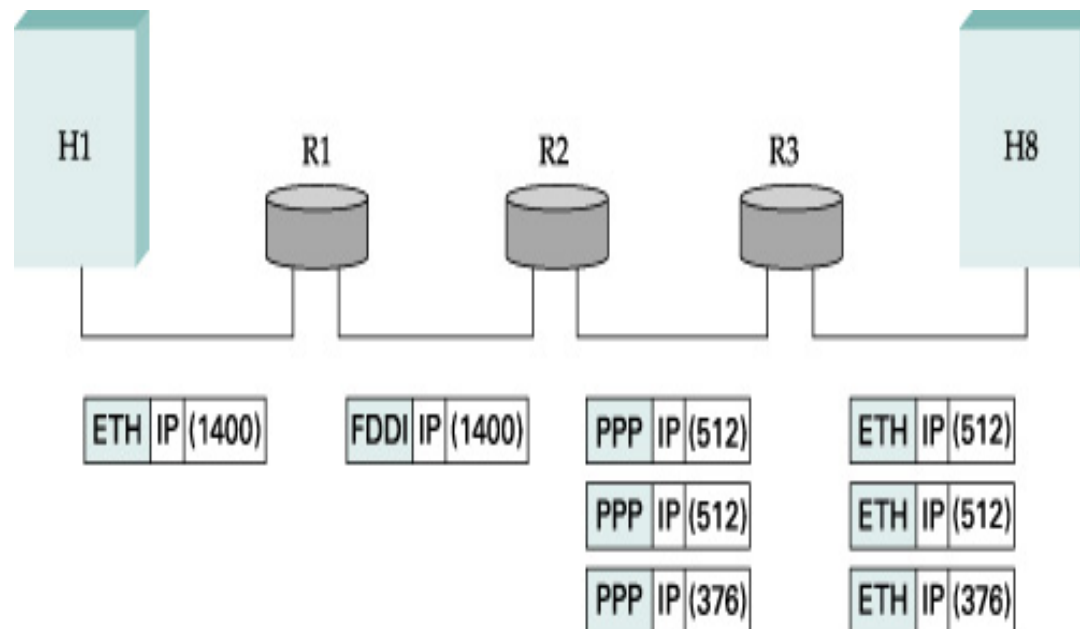 H1
R1
R2
R3
H8
ETH IP (1400)
FDDI IP (1400)
PPP IP (512)
ETH IP (512)
PPP IP (512)
ETH IP (512)
PPP IP (376)
ETH IP (376)